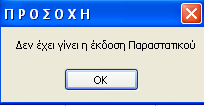 Π Ρ Ο Σ Ο Χ Η
Δεν έχει γίνει η έκδοση Παραστατικού
OK